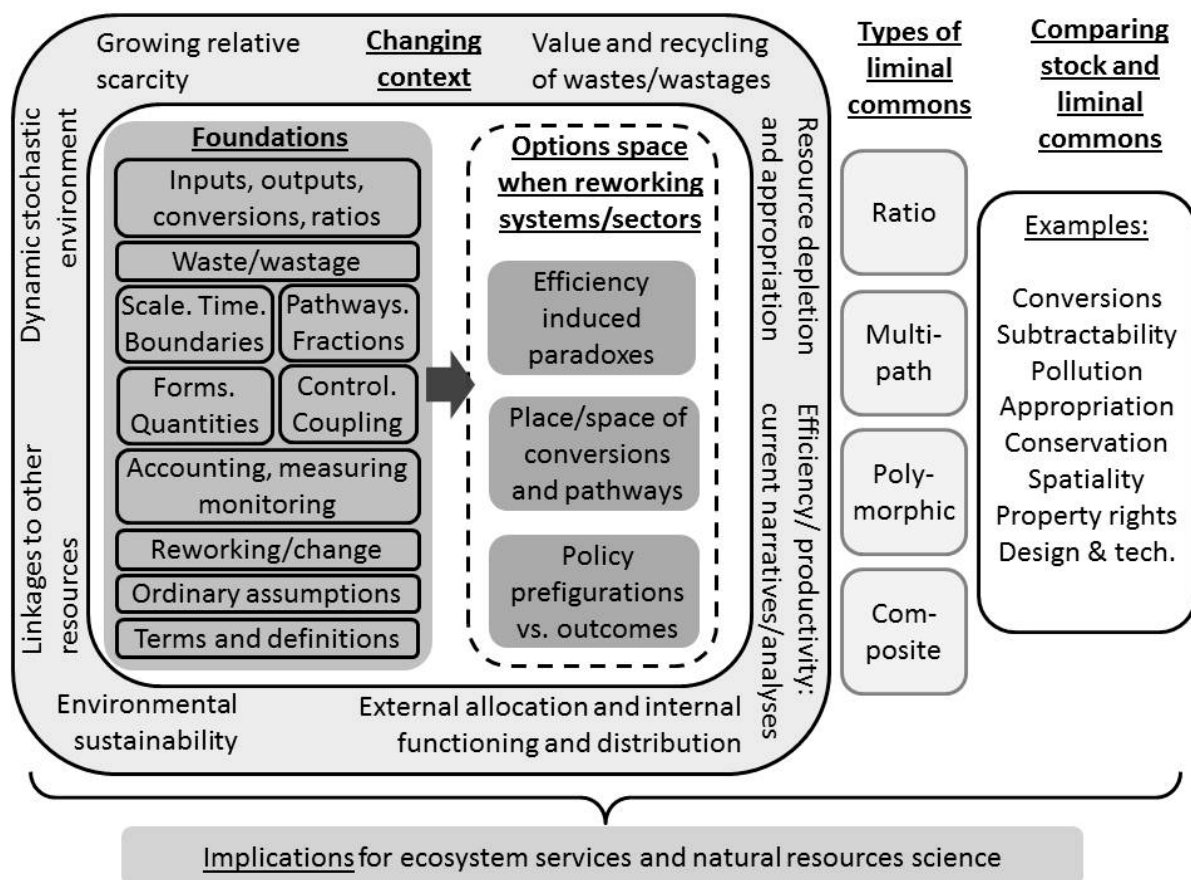 Growing relative
scarcity
Changing
context
Value and recycling
of wastes/wastages
Dynamic stochastic
environment
Linkages to other
resources
Resource depletion
and appropriation
Efficiency/ productivity:
current narratives/analyses
Environmental
sustainability
External allocation and internal
functioning and distribution
Foundations
Inputs, outputs,
conversions, ratios
Waste/wastage
Scale. Time.
Boundaries
Pathways.
Fractions
Forms.
Quantities
Control.
Coupling
Accounting, measuring
monitoring
Reworking/change
Ordinary assumptions
Terms and definitions
Options space
when reworking
systems/sectors
Efficiency
induced
paradoxes
Place/space of
conversions
and pathways
Policy
prefigurations
vs. outcomes
Types of
liminal
commons
Ratio
Multi-
path
Poly-
morphic
Com-
posite
Comparing
stock and
liminal
commons
Examples:
Conversions
Subtractability
Pollution
Appropriation
Conservation
Spatiality
Property rights
Design & tech.
Implications for ecosystem services and natural resources science